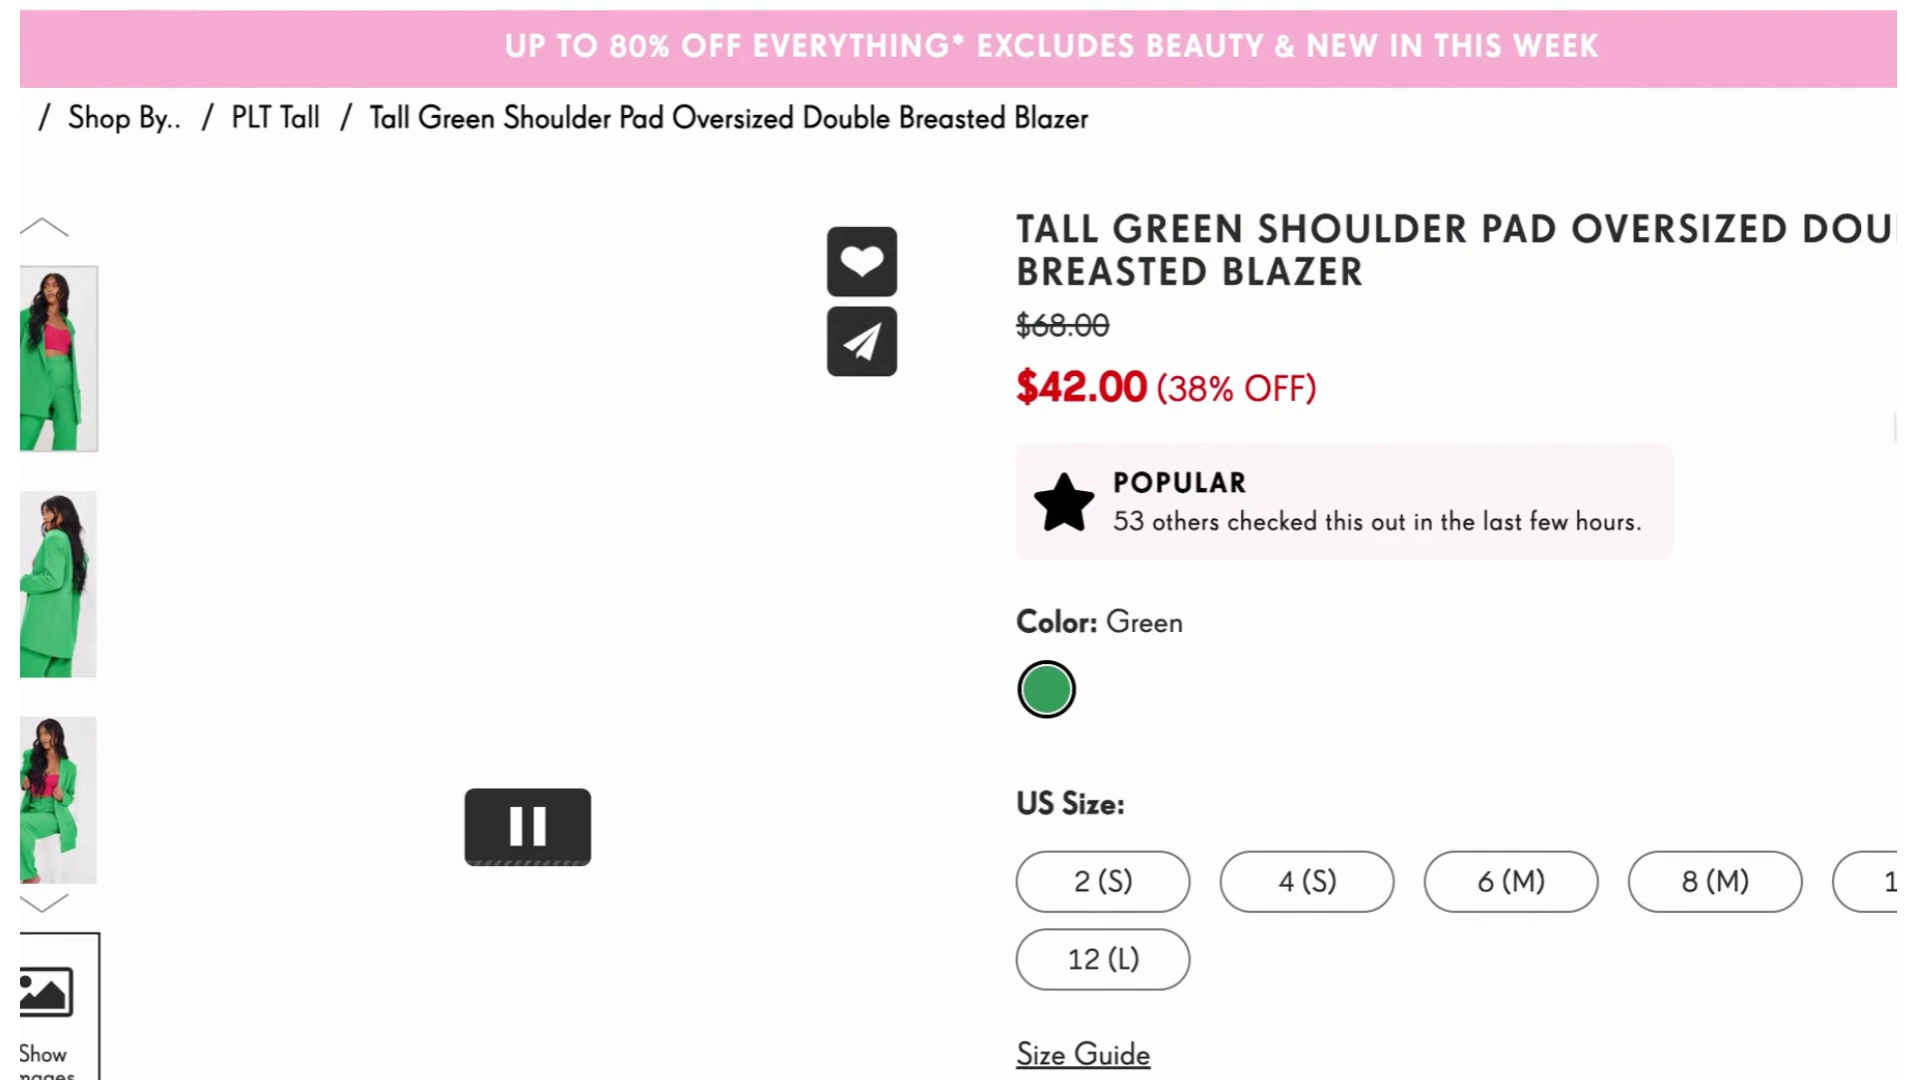 UP TO 80% OFF EVERYTHING* EXCLUDES BEAUTY & NEW IN THIS WEEK
/ Shop By.. / PLT Tall / Tall Green Shoulder Pad Oversized Double Breasted Blazer
TALL GREEN SHOULDER PAD OVERSIZED DOU
BREASTED BLAZER
$68.00
$42.00 (38% OFF)
POPULAR
53 others checked this out in the last few hours.
Color: Green
US Size:
2 (S) 4 (S) 6 (M) 8 (M) 1
12 (L)
Show
Size Guide